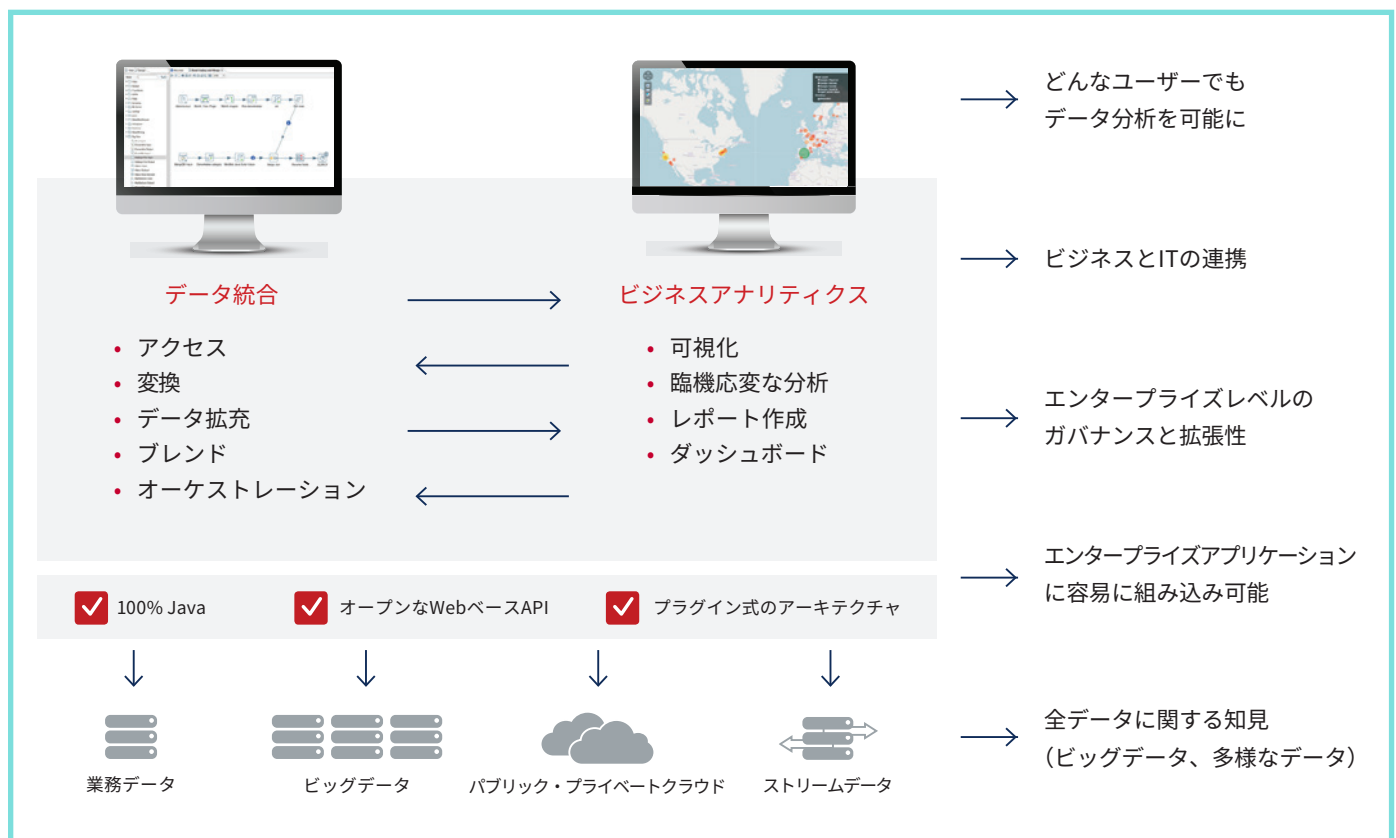 データ統合
• アクセス
• 変換
• データ拡充
• ブレンド
• オーケストレーション
ビジネスアナリティクス
• 可視化
• 臨機応変な分析
• レポート作成
• ダッシュボード
100% Java
オープンなWebベースAPI
プラグイン式のアーキテクチャ
業務データ
ビッグデータ
パブリック・プライベートクラウド
ストリームデータ
どんなユーザーでも
データ分析を可能に
ビジネスとITの連携
エンタープライズレベルの
ガバナンスと拡張性
エンタープライズアプリケーション
に容易に組み込み可能
全データに関する知見
（ビッグデータ、多様なデータ）